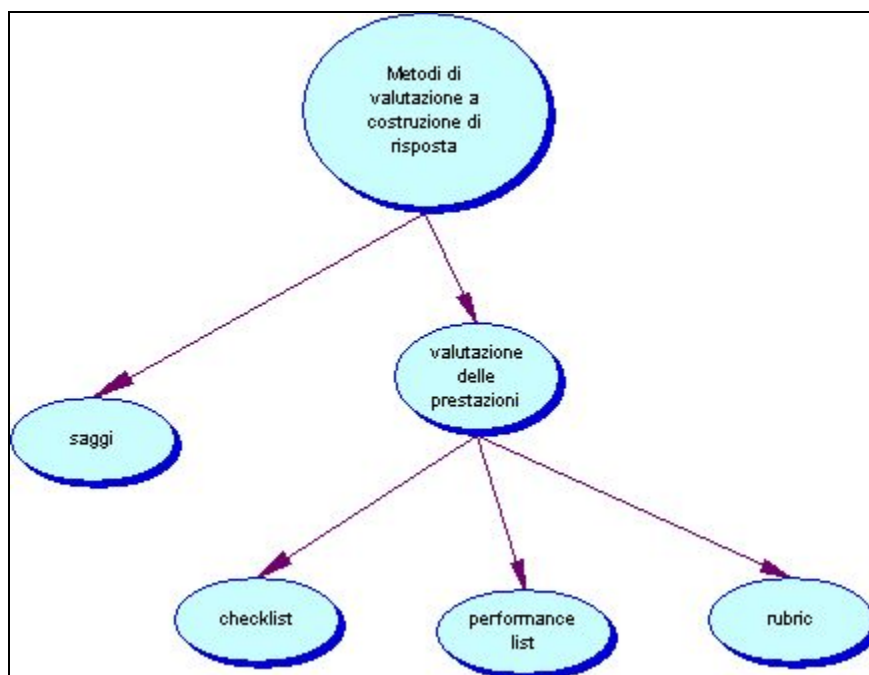 Metodi di
valutazione a
costruzione di
risposta
valutazione
delle
prestazioni
saggi
checklist
performance
list
rubric